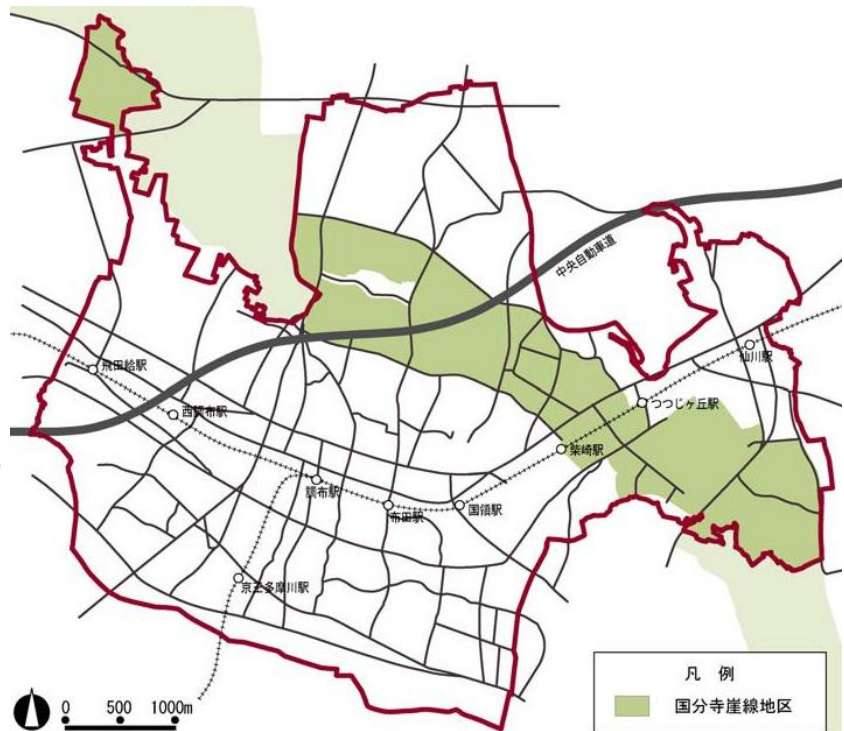 中央自動車道
仙川駅
飛田給駅
つつじヶ丘駅
西調布駅
柴崎駅
調布駅
布田駅
国領駅
京王多摩川駅
凡 例
国分寺崖線地区
0 500 1000m